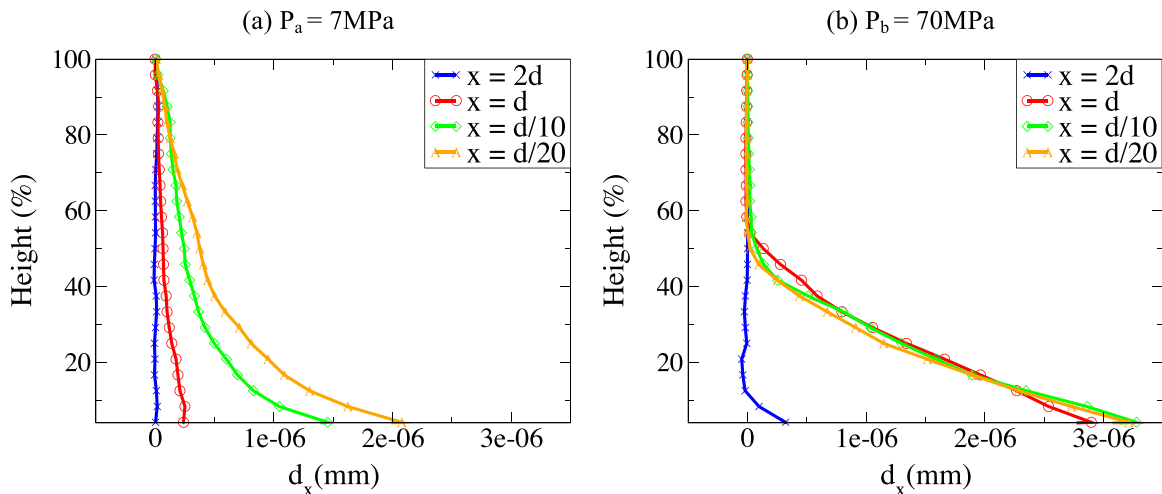 (a) Pₐ = 7MPa
100
80
60
40
20
Height (%)
0
1e-06
2e-06
3e-06
dₓ(mm)
x = 2d
x = d
x = d/10
x = d/20
(b) P_b = 70MPa
100
80
60
40
20
Height (%)
0
1e-06
2e-06
3e-06
dₓ(mm)
x = 2d
x = d
x = d/10
x = d/20